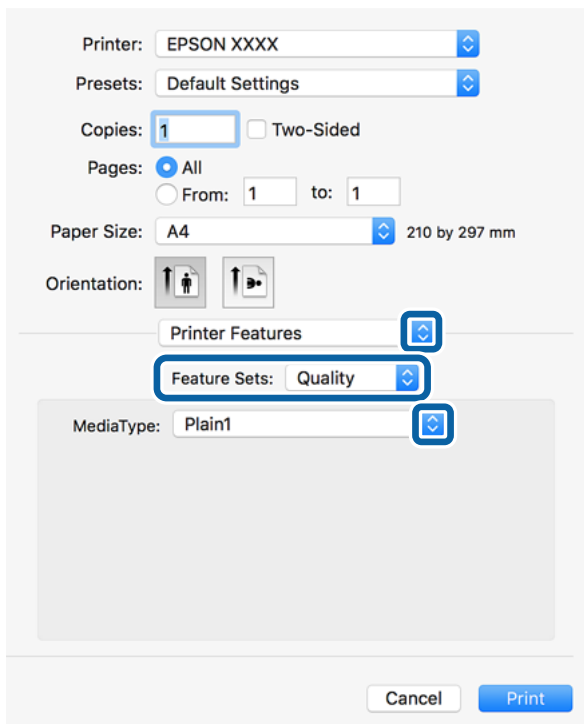 Printer: EPSON XXXX
Presets: Default Settings
Copies: 1 Two-Sided
Pages: All
From: 1 to: 1
Paper Size: A4 210 by 297 mm
Orientation:
Printer Features
Feature Sets: Quality
MediaType: Plain1
Cancel Print